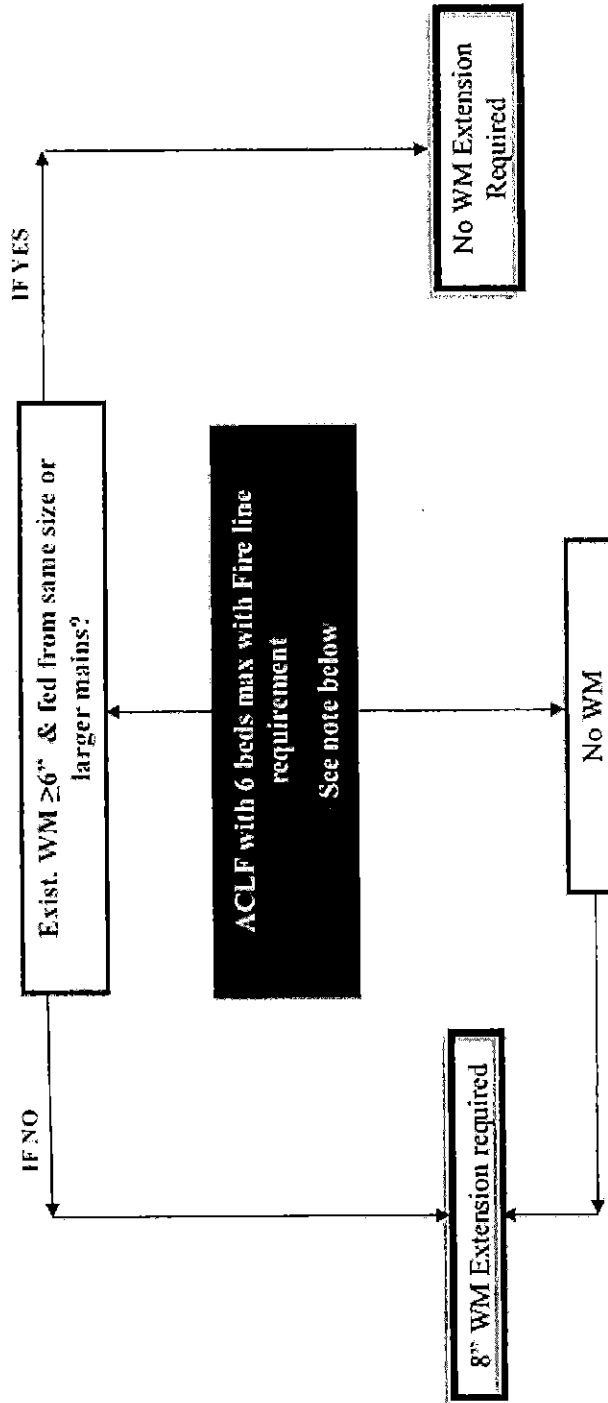 IF NO
IF YES
Exist. WM ≥6" & fed from same size or
larger mains?
ACLF with 6 beds max with Fire line
requirement
See note below
8" WM Extension required
No WM
No WM Extension
Required